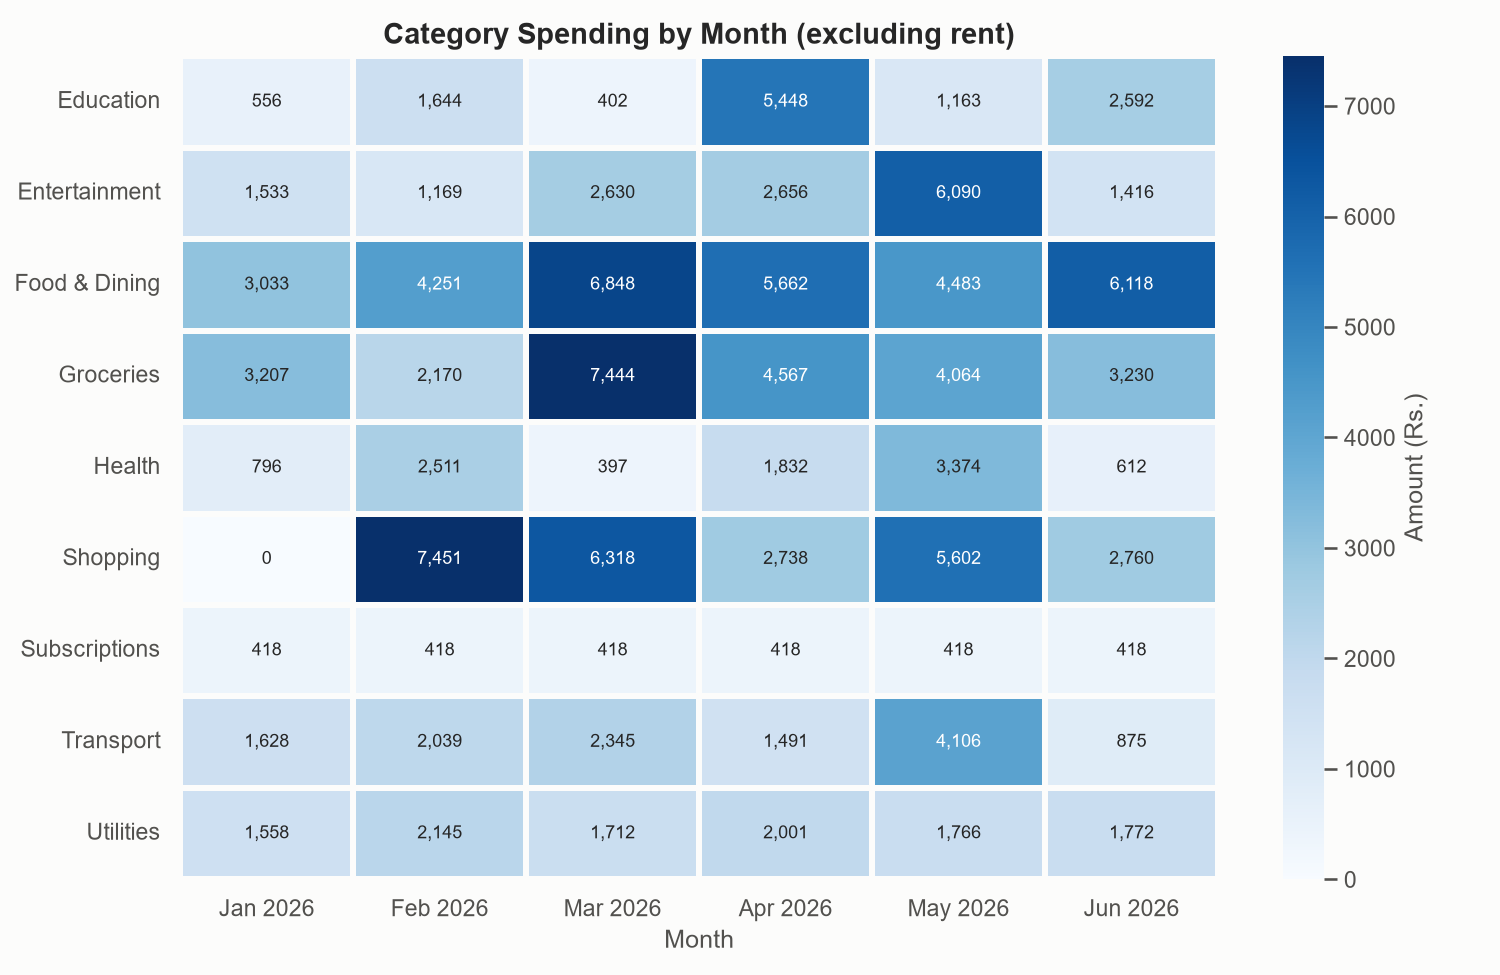 Category Spending by Month (excluding rent)
Education 556 1,644 402 5,448 1,163 2,592
Entertainment 1,533 1,169 2,630 2,656 6,090 1,416
Food & Dining 3,033 4,251 6,848 5,662 4,483 6,118
Groceries 3,207 2,170 7,444 4,567 4,064 3,230
Health 796 2,511 397 1,832 3,374 612
Shopping 0 7,451 6,318 2,738 5,602 2,760
Subscriptions 418 418 418 418 418 418
Transport 1,628 2,039 2,345 1,491 4,106 875
Utilities 1,558 2,145 1,712 2,001 1,766 1,772
Jan 2026 Feb 2026 Mar 2026 Apr 2026 May 2026 Jun 2026
Month
7000
6000
5000
4000
3000
2000
1000
0
Amount (Rs.)